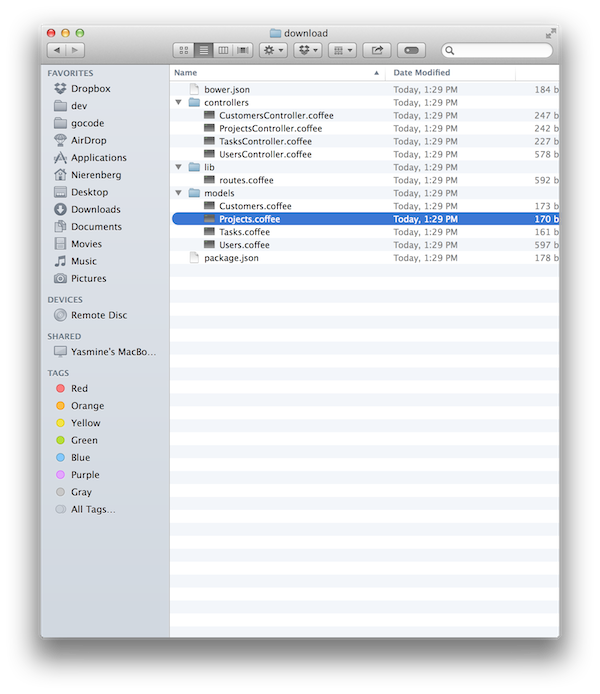 download
Name Date Modified
FAVORITES
Dropbox
dev
gocode
AirDrop
Applications
Nierenberg
Desktop
Downloads
Documents
Movies
Music
Pictures
DEVICES
Remote Disc
SHARED
Yasmine's MacBo...
TAGS
Red
Orange
Yellow
Green
Blue
Purple
Gray
All Tags...
bower.json Today, 1:29 PM 184 b
controllers Today, 1:29 PM
CustomersController.coffee Today, 1:29 PM 247 b
ProjectsController.coffee Today, 1:29 PM 242 b
TasksController.coffee Today, 1:29 PM 227 b
UsersController.coffee Today, 1:29 PM 578 b
lib Today, 1:29 PM
routes.coffee Today, 1:29 PM 592 b
models Today, 1:29 PM
Customers.coffee Today, 1:29 PM 173 b
Projects.coffee Today, 1:29 PM 170 b
Tasks.coffee Today, 1:29 PM 161 b
Users.coffee Today, 1:29 PM 597 b
package.json Today, 1:29 PM 178 b